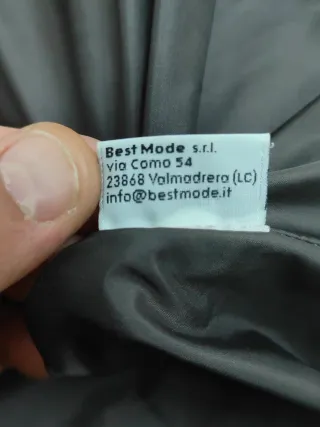 Best Mode s.r.l.
via Como 54
23868 Valmadrera (LC)
info@bestmode.it